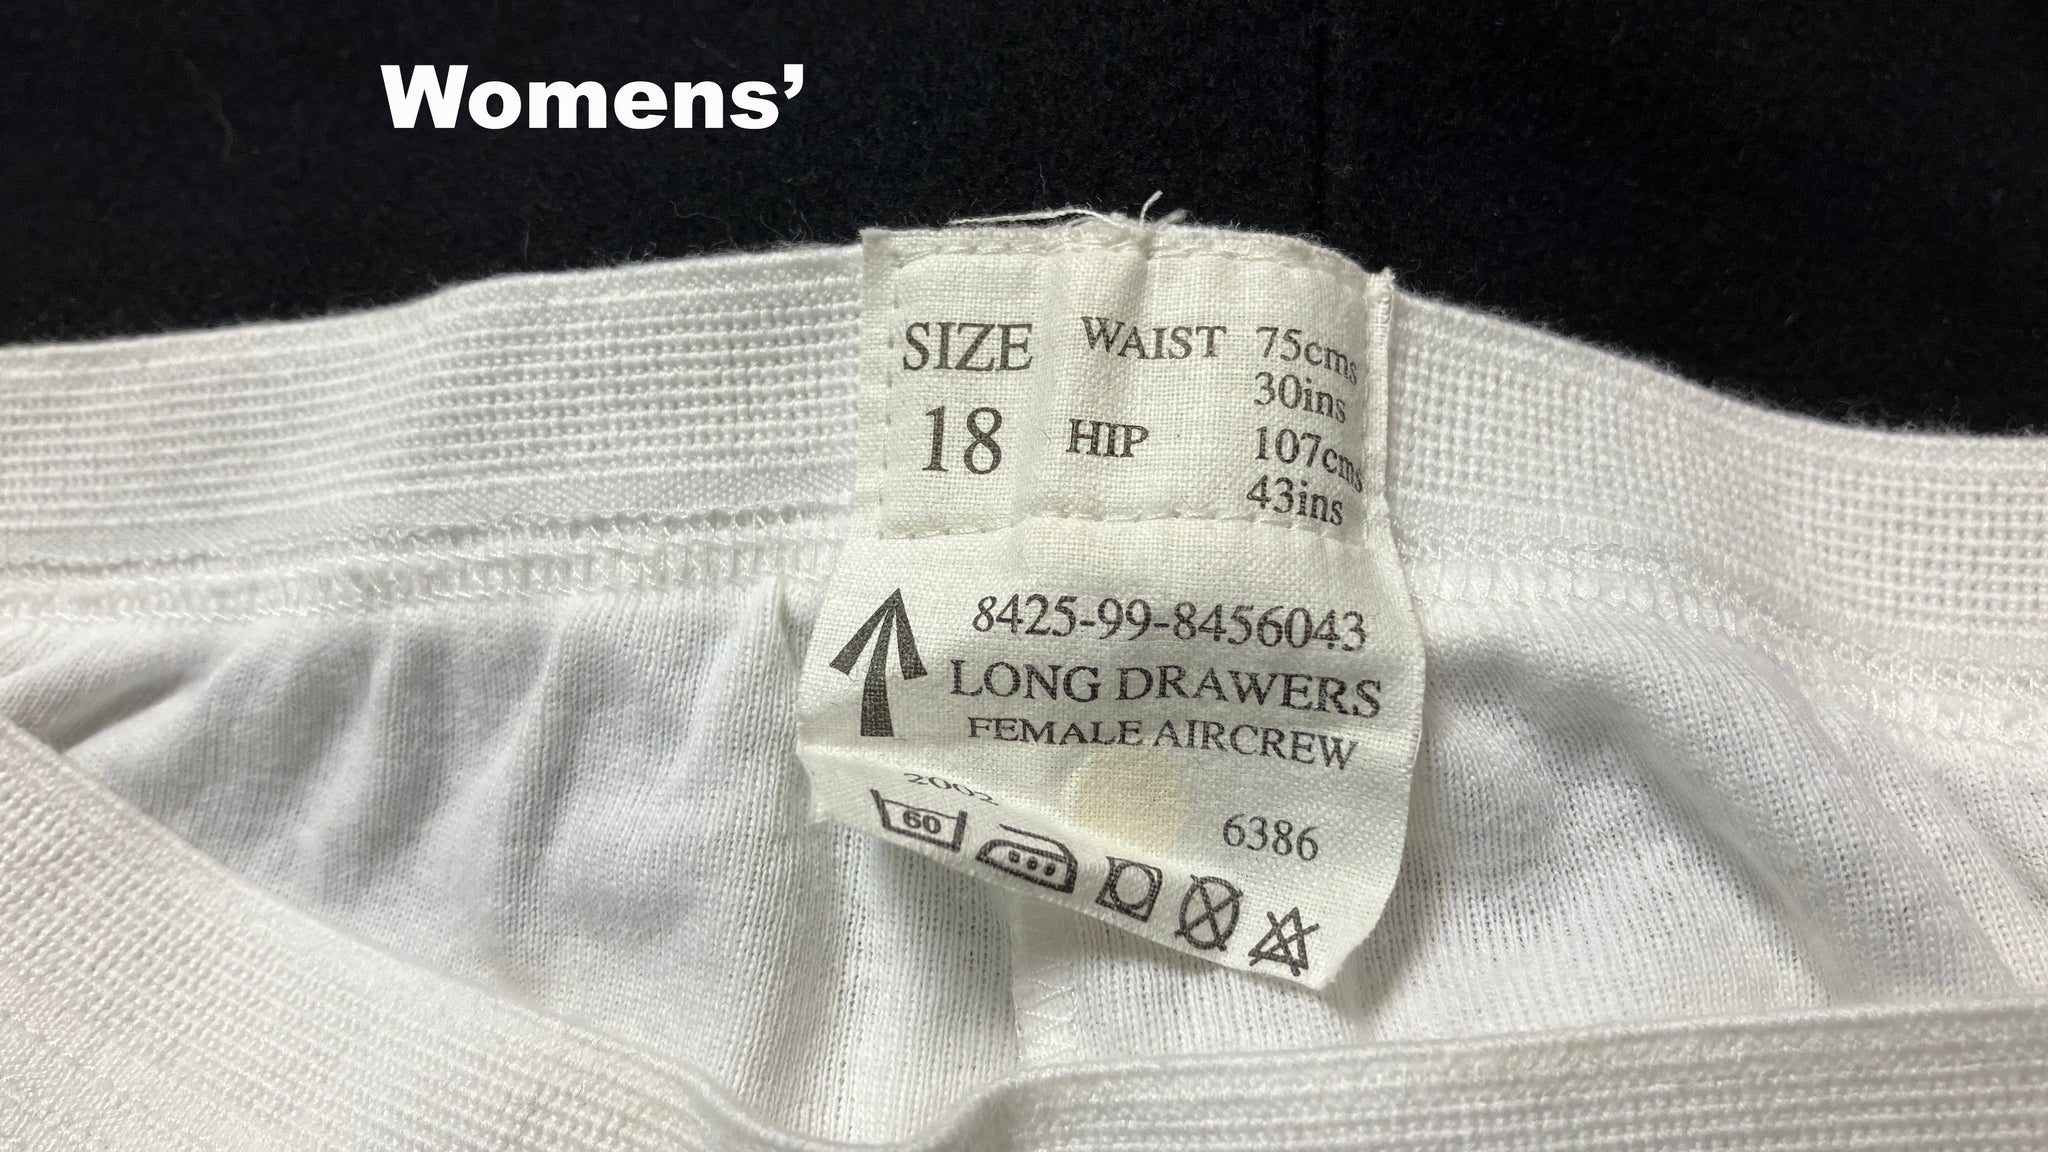 Womens’
SIZE WAIST 75cms
30ins
18 HIP 107cms
43ins
8425-99-8456043
LONG DRAWERS
FEMALE AIRCREW
2002
60
6386